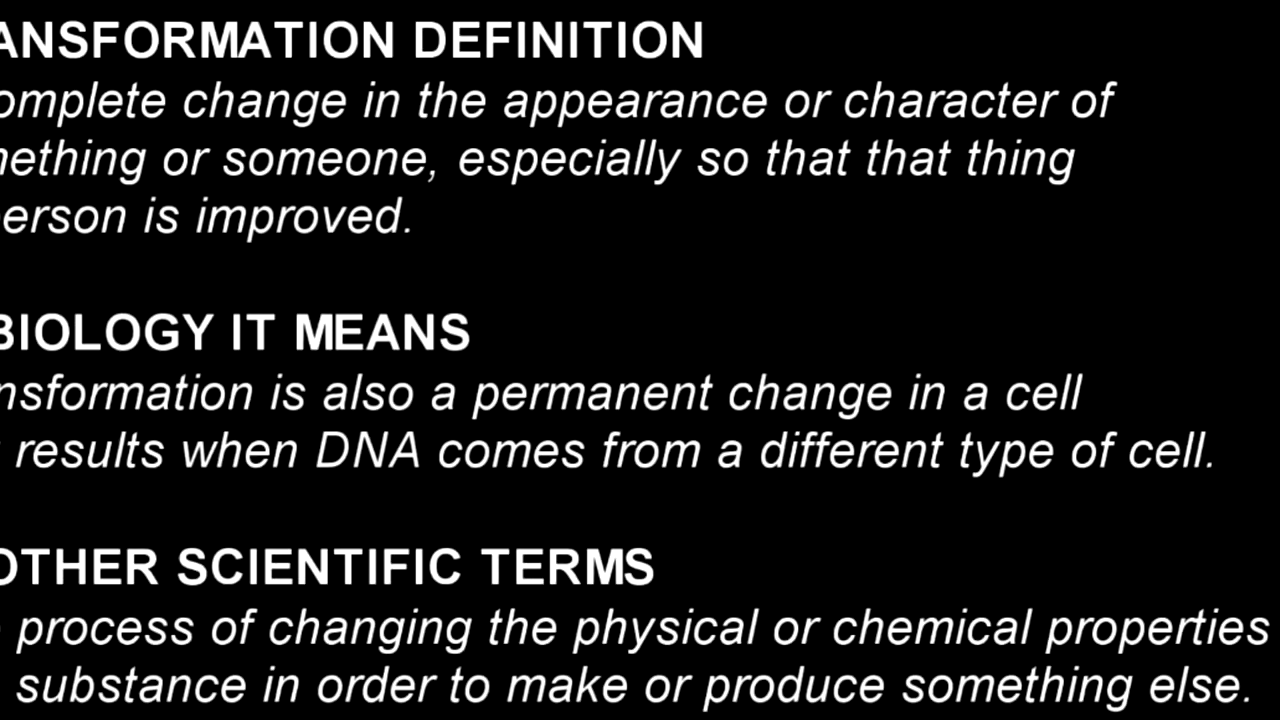 ANSFORMATION DEFINITION
omplete change in the appearance or character of
nething or someone, especially so that that thing
person is improved.
BIOLOGY IT MEANS
nsformation is also a permanent change in a cell
results when DNA comes from a different type of cell.
OTHER SCIENTIFIC TERMS
process of changing the physical or chemical properties
substance in order to make or produce something else.